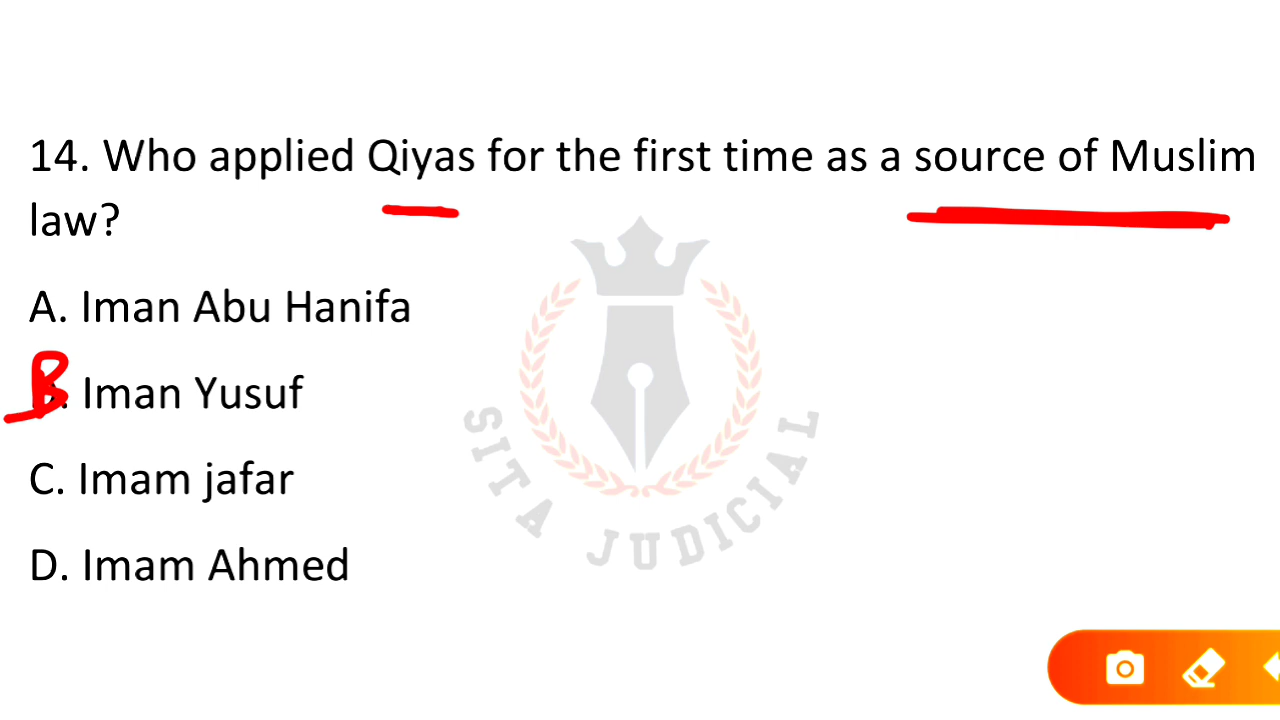 14. Who applied Qiyas for the first time as a source of Muslim
law?
A. Iman Abu Hanifa
B. Iman Yusuf
C. Imam jafar
D. Imam Ahmed
SITA JUDICIAL